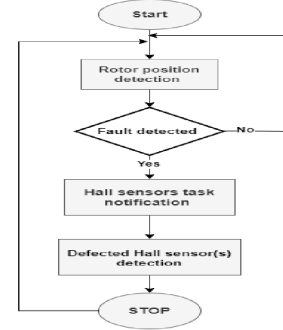 Start
Rotor position
detection
Fault detected
No
Yes
Hall sensors task
notification
Defected Hall sensor(s)
detection
STOP